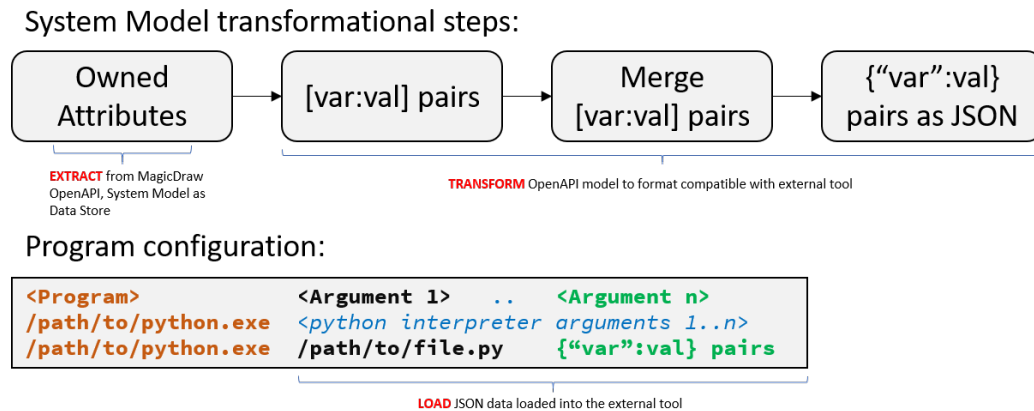 System Model transformational steps:
Owned
Attributes
[var:val] pairs
Merge
[var:val] pairs
{“var”:val}
pairs as JSON
EXTRACT from MagicDraw
OpenAPI, System Model as
Data Store
TRANSFORM OpenAPI model to format compatible with external tool
Program configuration:
<Program> <Argument 1> .. <Argument n>
/path/to/python.exe <python interpreter arguments 1..n>
/path/to/python.exe /path/to/file.py {“var”:val} pairs
LOAD JSON data loaded into the external tool